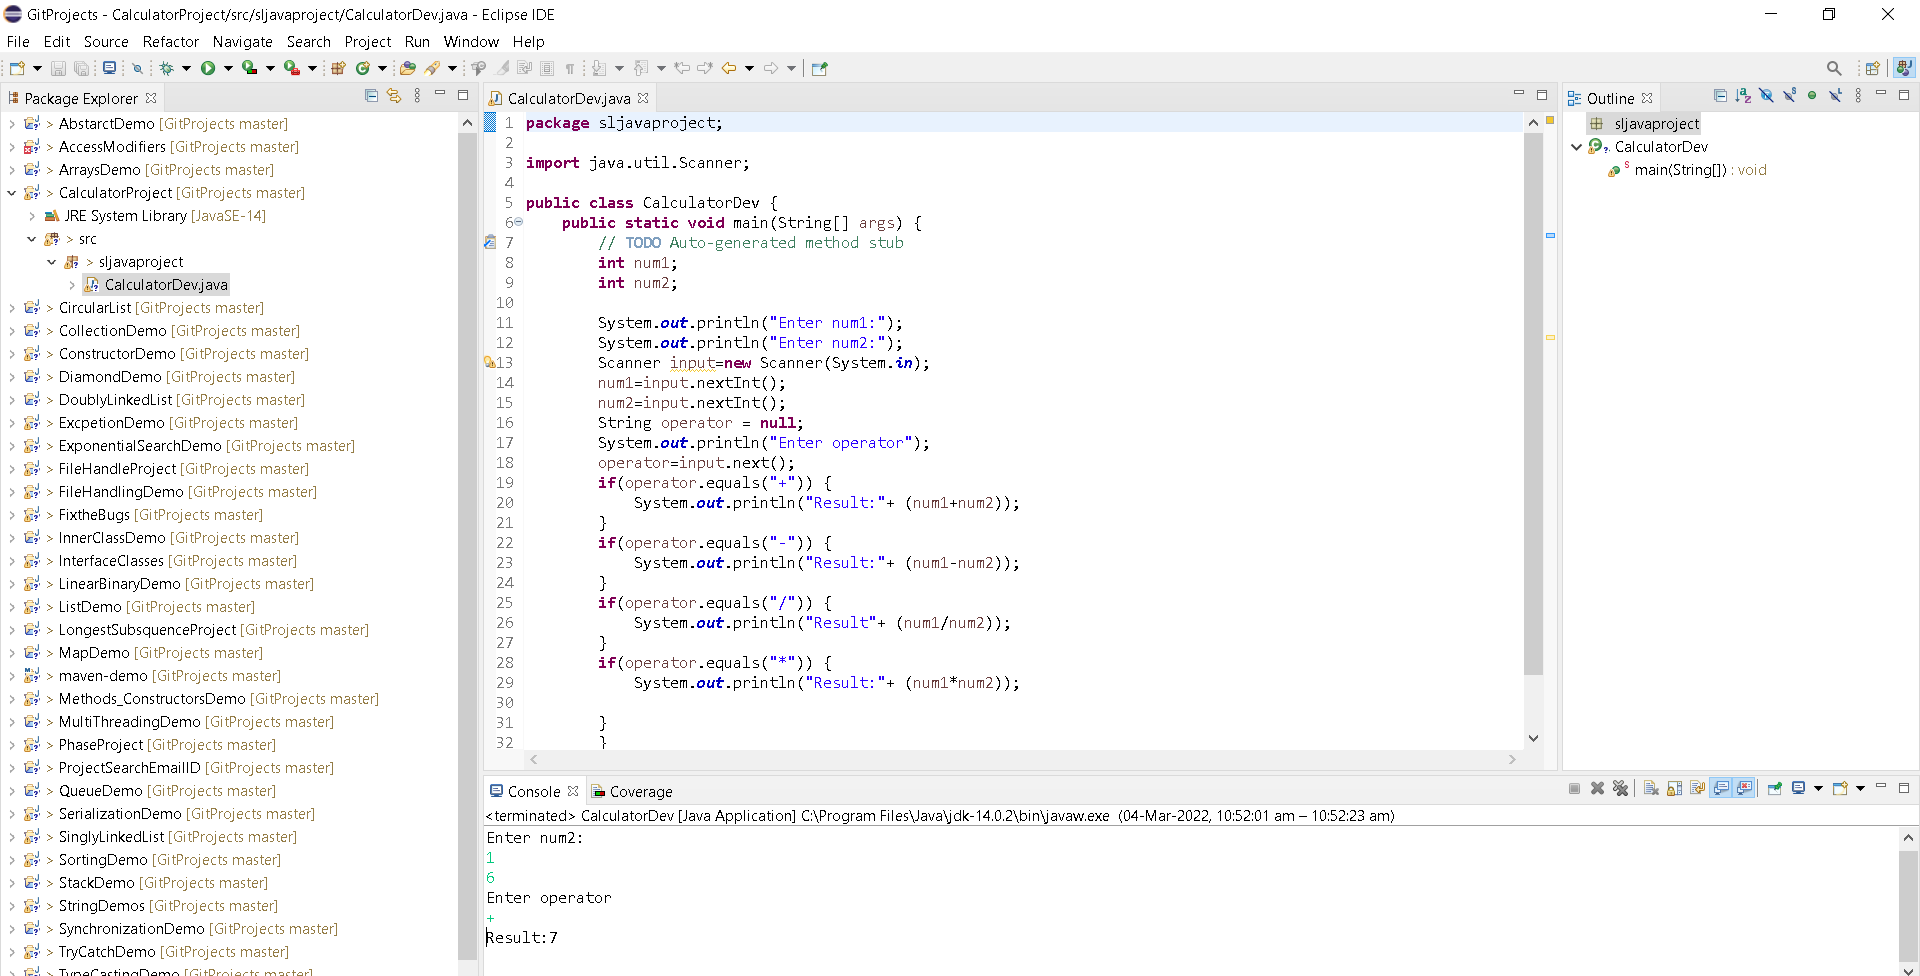 GitProjects - CalculatorProject/src/sljavaproject/CalculatorDev.java - Eclipse IDE
File Edit Source Refactor Navigate Search Project Run Window Help
Package Explorer
> AbstarctDemo [GitProjects master]
> AccessModifiers [GitProjects master]
> ArraysDemo [GitProjects master]
> CalculatorProject [GitProjects master]
JRE System Library [JavaSE-14]
> src
> sljavaproject
CalculatorDev.java
> CircularList [GitProjects master]
> CollectionDemo [GitProjects master]
> ConstructorDemo [GitProjects master]
> DiamondDemo [GitProjects master]
> DoublyLinkedList [GitProjects master]
> ExcpetionDemo [GitProjects master]
> ExponentialSearchDemo [GitProjects master]
> FileHandleProject [GitProjects master]
> FileHandlingDemo [GitProjects master]
> FixtheBugs [GitProjects master]
> InnerClassDemo [GitProjects master]
> InterfaceClasses [GitProjects master]
> LinearBinaryDemo [GitProjects master]
> ListDemo [GitProjects master]
> LongestSubsquenceProject [GitProjects master]
> MapDemo [GitProjects master]
> maven-demo [GitProjects master]
> Methods_ConstructorsDemo [GitProjects master]
> MultiThreadingDemo [GitProjects master]
> PhaseProject [GitProjects master]
> ProjectSearchEmailID [GitProjects master]
> QueueDemo [GitProjects master]
> SerializationDemo [GitProjects master]
> SinglyLinkedList [GitProjects master]
> SortingDemo [GitProjects master]
> StackDemo [GitProjects master]
> StringDemos [GitProjects master]
> SynchronizationDemo [GitProjects master]
> TryCatchDemo [GitProjects master]
> TypeCastingDemo [GitProjects master]
CalculatorDev.java
1 package sljavaproject;
2
3 import java.util.Scanner;
4
5 public class CalculatorDev {
6 public static void main(String[] args) {
7 // TODO Auto-generated method stub
8 int num1;
9 int num2;
10
11 System.out.println("Enter num1:");
12 System.out.println("Enter num2:");
13 Scanner input=new Scanner(System.in);
14 num1=input.nextInt();
15 num2=input.nextInt();
16 String operator = null;
17 System.out.println("Enter operator");
18 operator=input.next();
19 if(operator.equals("+")) {
20 System.out.println("Result:"+ (num1+num2));
21 }
22 if(operator.equals("-")) {
23 System.out.println("Result:"+ (num1-num2));
24 }
25 if(operator.equals("/")) {
26 System.out.println("Result"+ (num1/num2));
27 }
28 if(operator.equals("*")) {
29 System.out.println("Result:"+ (num1*num2));
30
31 }
32 }
Outline
sljavaproject
CalculatorDev
main(String[]) : void
Console Coverage
<terminated> CalculatorDev [Java Application] C:\Program Files\Java\jdk-14.0.2\bin\javaw.exe (04-Mar-2022, 10:52:01 am – 10:52:23 am)
Enter num2:
1
6
Enter operator
+
Result:7